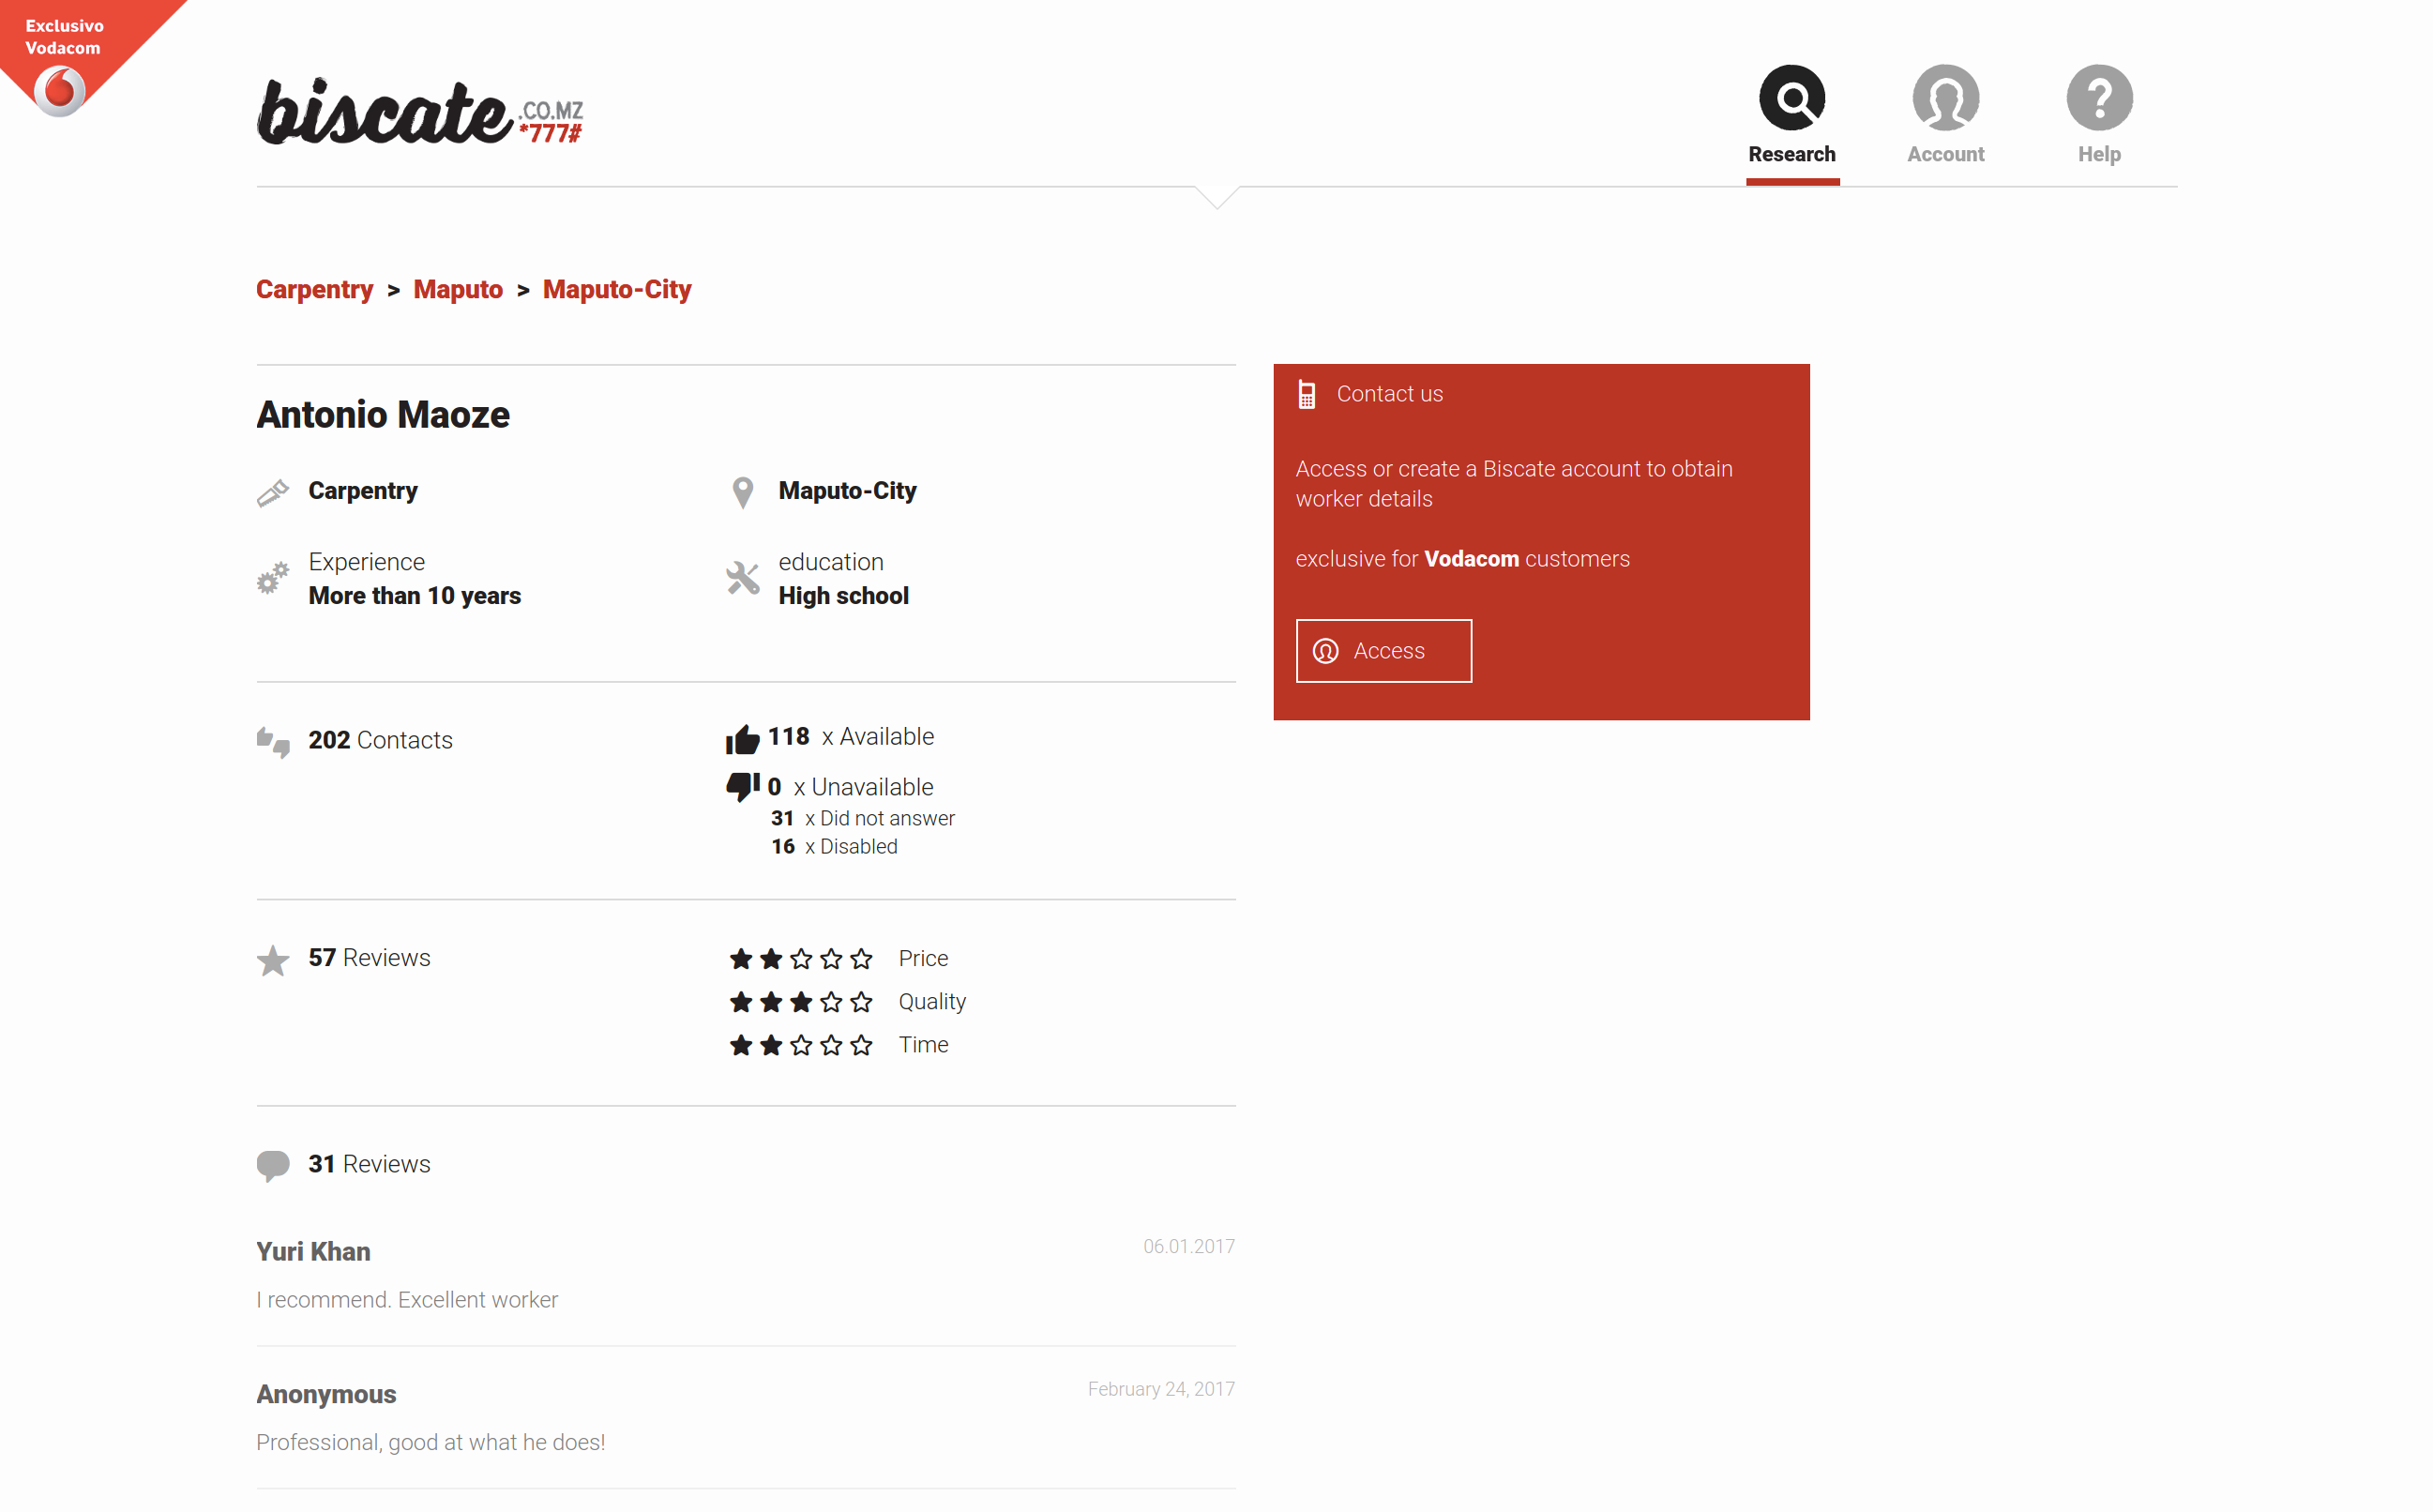 Exclusivo
Vodacom
biscate .CO.MZ
*777#
Research
Account
Help
Carpentry > Maputo > Maputo-City
Antonio Maoze
Carpentry
Maputo-City
Experience
More than 10 years
education
High school
Contact us
Access or create a Biscate account to obtain
worker details
exclusive for Vodacom customers
Access
202 Contacts
118 x Available
0 x Unavailable
31 x Did not answer
16 x Disabled
57 Reviews
Price
Quality
Time
31 Reviews
Yuri Khan
06.01.2017
I recommend. Excellent worker
Anonymous
February 24, 2017
Professional, good at what he does!